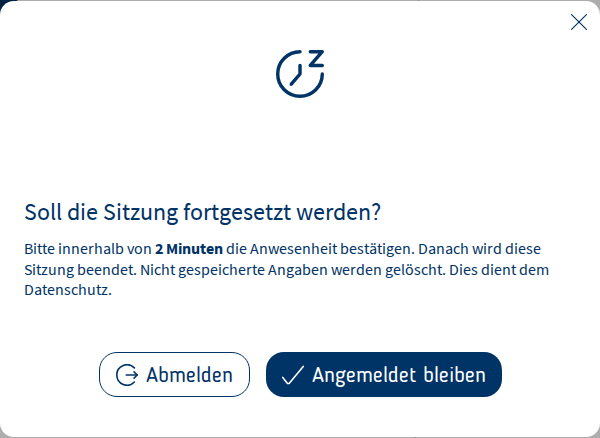 Soll die Sitzung fortgesetzt werden?
Bitte innerhalb von 2 Minuten die Anwesenheit bestätigen. Danach wird diese
Sitzung beendet. Nicht gespeicherte Angaben werden gelöscht. Dies dient dem
Datenschutz.
Abmelden
Angemeldet bleiben